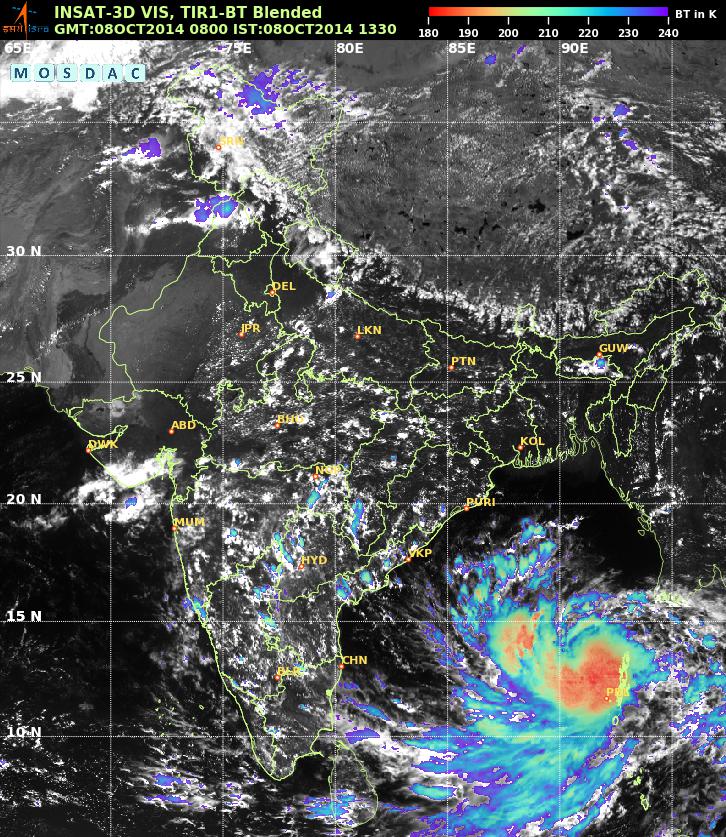 INSAT-3D VIS, TIR1-BT Blended
GMT:08OCT2014 0800 IST:08OCT2014 1330
BT in K
180 190 200 210 220 230 240
65E 75E 80E 85E 90E
MOSDAC
SRN
30 N
DEL
JPR
LKN
GUW
PTN
25 N
ABD
BHO
DWK
KOL
NGP
20 N
PURI
MUM
VKP
HYD
15 N
CHN
BLR
PBL
10 N